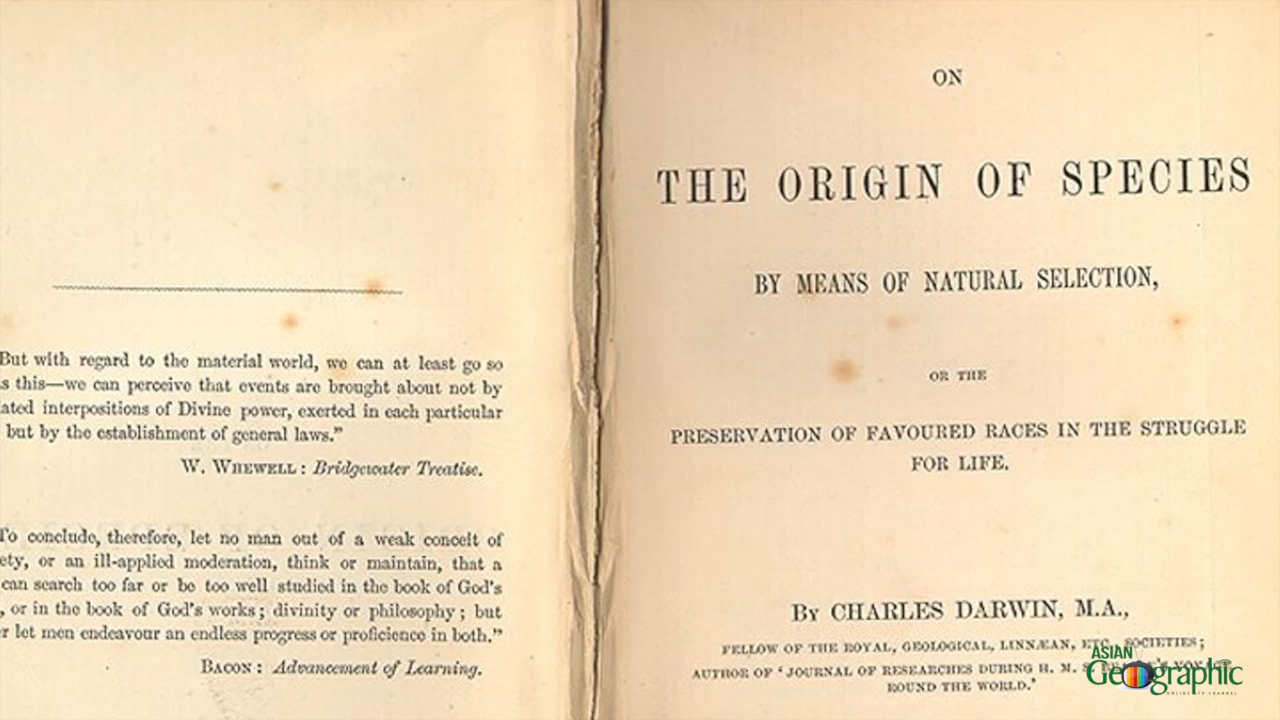 But with regard to the material world, we can at least go so
s this—we can perceive that events are brought about not by
ated interpositions of Divine power, exerted in each particular
but by the establishment of general laws.”
W. WHEWELL: Bridgewater Treatise.
To conclude, therefore, let no man out of a weak conceit of
ety, or an ill-applied moderation, think or maintain, that a
can search too far or be too well studied in the book of God's
, or in the book of God's works; divinity or philosophy; but
r let men endeavour an endless progress or proficience in both.”
BACON: Advancement of Learning.
ON
THE ORIGIN OF SPECIES
BY MEANS OF NATURAL SELECTION,
OR THE
PRESERVATION OF FAVOURED RACES IN THE STRUGGLE
FOR LIFE.
BY CHARLES DARWIN, M.A.,
FELLOW OF THE ROYAL, GEOLOGICAL, LINNÆAN, ETC., SOCIETIES;
AUTHOR OF ‘JOURNAL OF RESEARCHES DURING H. M. S.
ROUND THE WORLD.’
ASIAN
Geographic
ONLINE TV CHANNEL